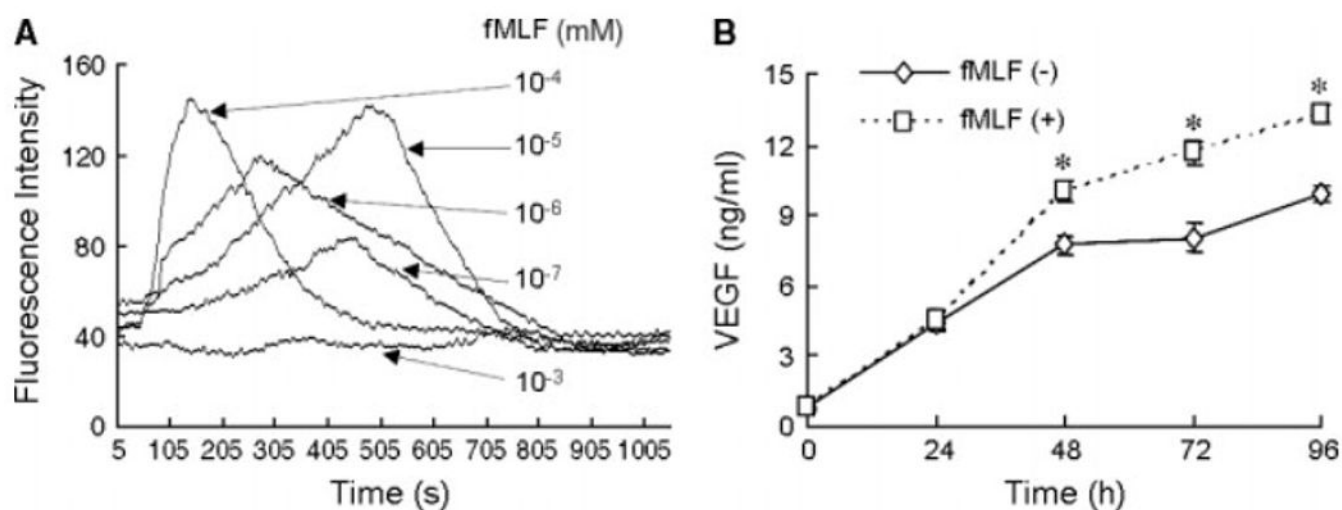 A
fMLF (mM)
Fluorescence Intensity
160
120
80
40
0
10-4
10-5
10-6
10-7
10-3
5 105 205 305 405 505 605 705 805 905 1005
Time (s)
B
fMLF (-)
fMLF (+)
VEGF (ng/ml)
15
12
9
6
3
0
* * *
0 24 48 72 96
Time (h)